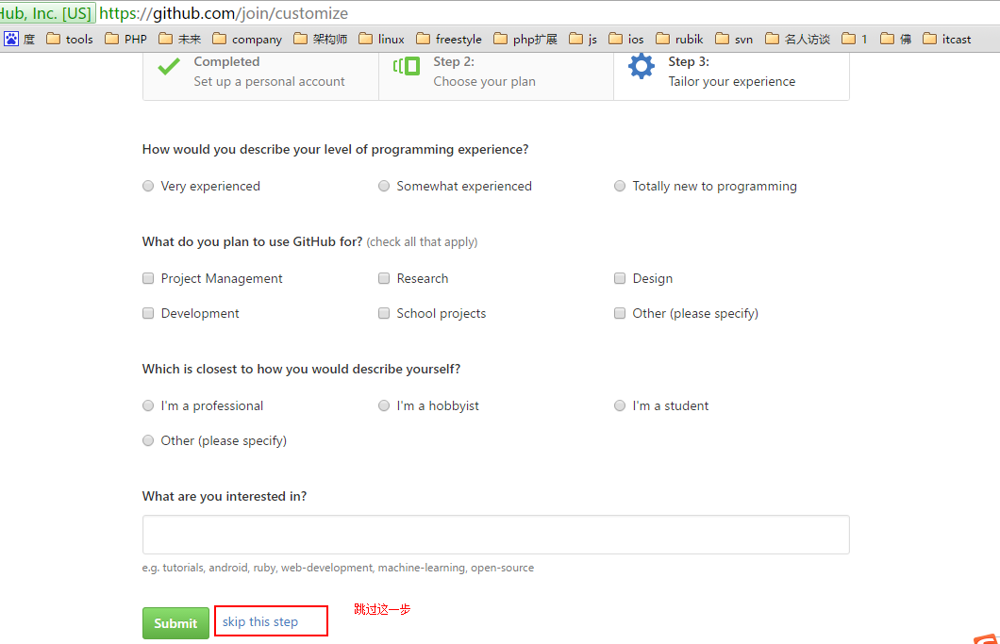 Hub, Inc. [US] https://github.com/join/customize
度 tools PHP 未来 company 架构师 linux freestyle php扩展 js ios rubik svn 名人访谈 1 佛 itcast
Completed Step 2: Step 3:
Set up a personal account Choose your plan Tailor your experience
How would you describe your level of programming experience?
Very experienced Somewhat experienced Totally new to programming
What do you plan to use GitHub for? (check all that apply)
Project Management Research Design
Development School projects Other (please specify)
Which is closest to how you would describe yourself?
I'm a professional I'm a hobbyist I'm a student
Other (please specify)
What are you interested in?
e.g. tutorials, android, ruby, web-development, machine-learning, open-source
Submit skip this step 跳过这一步